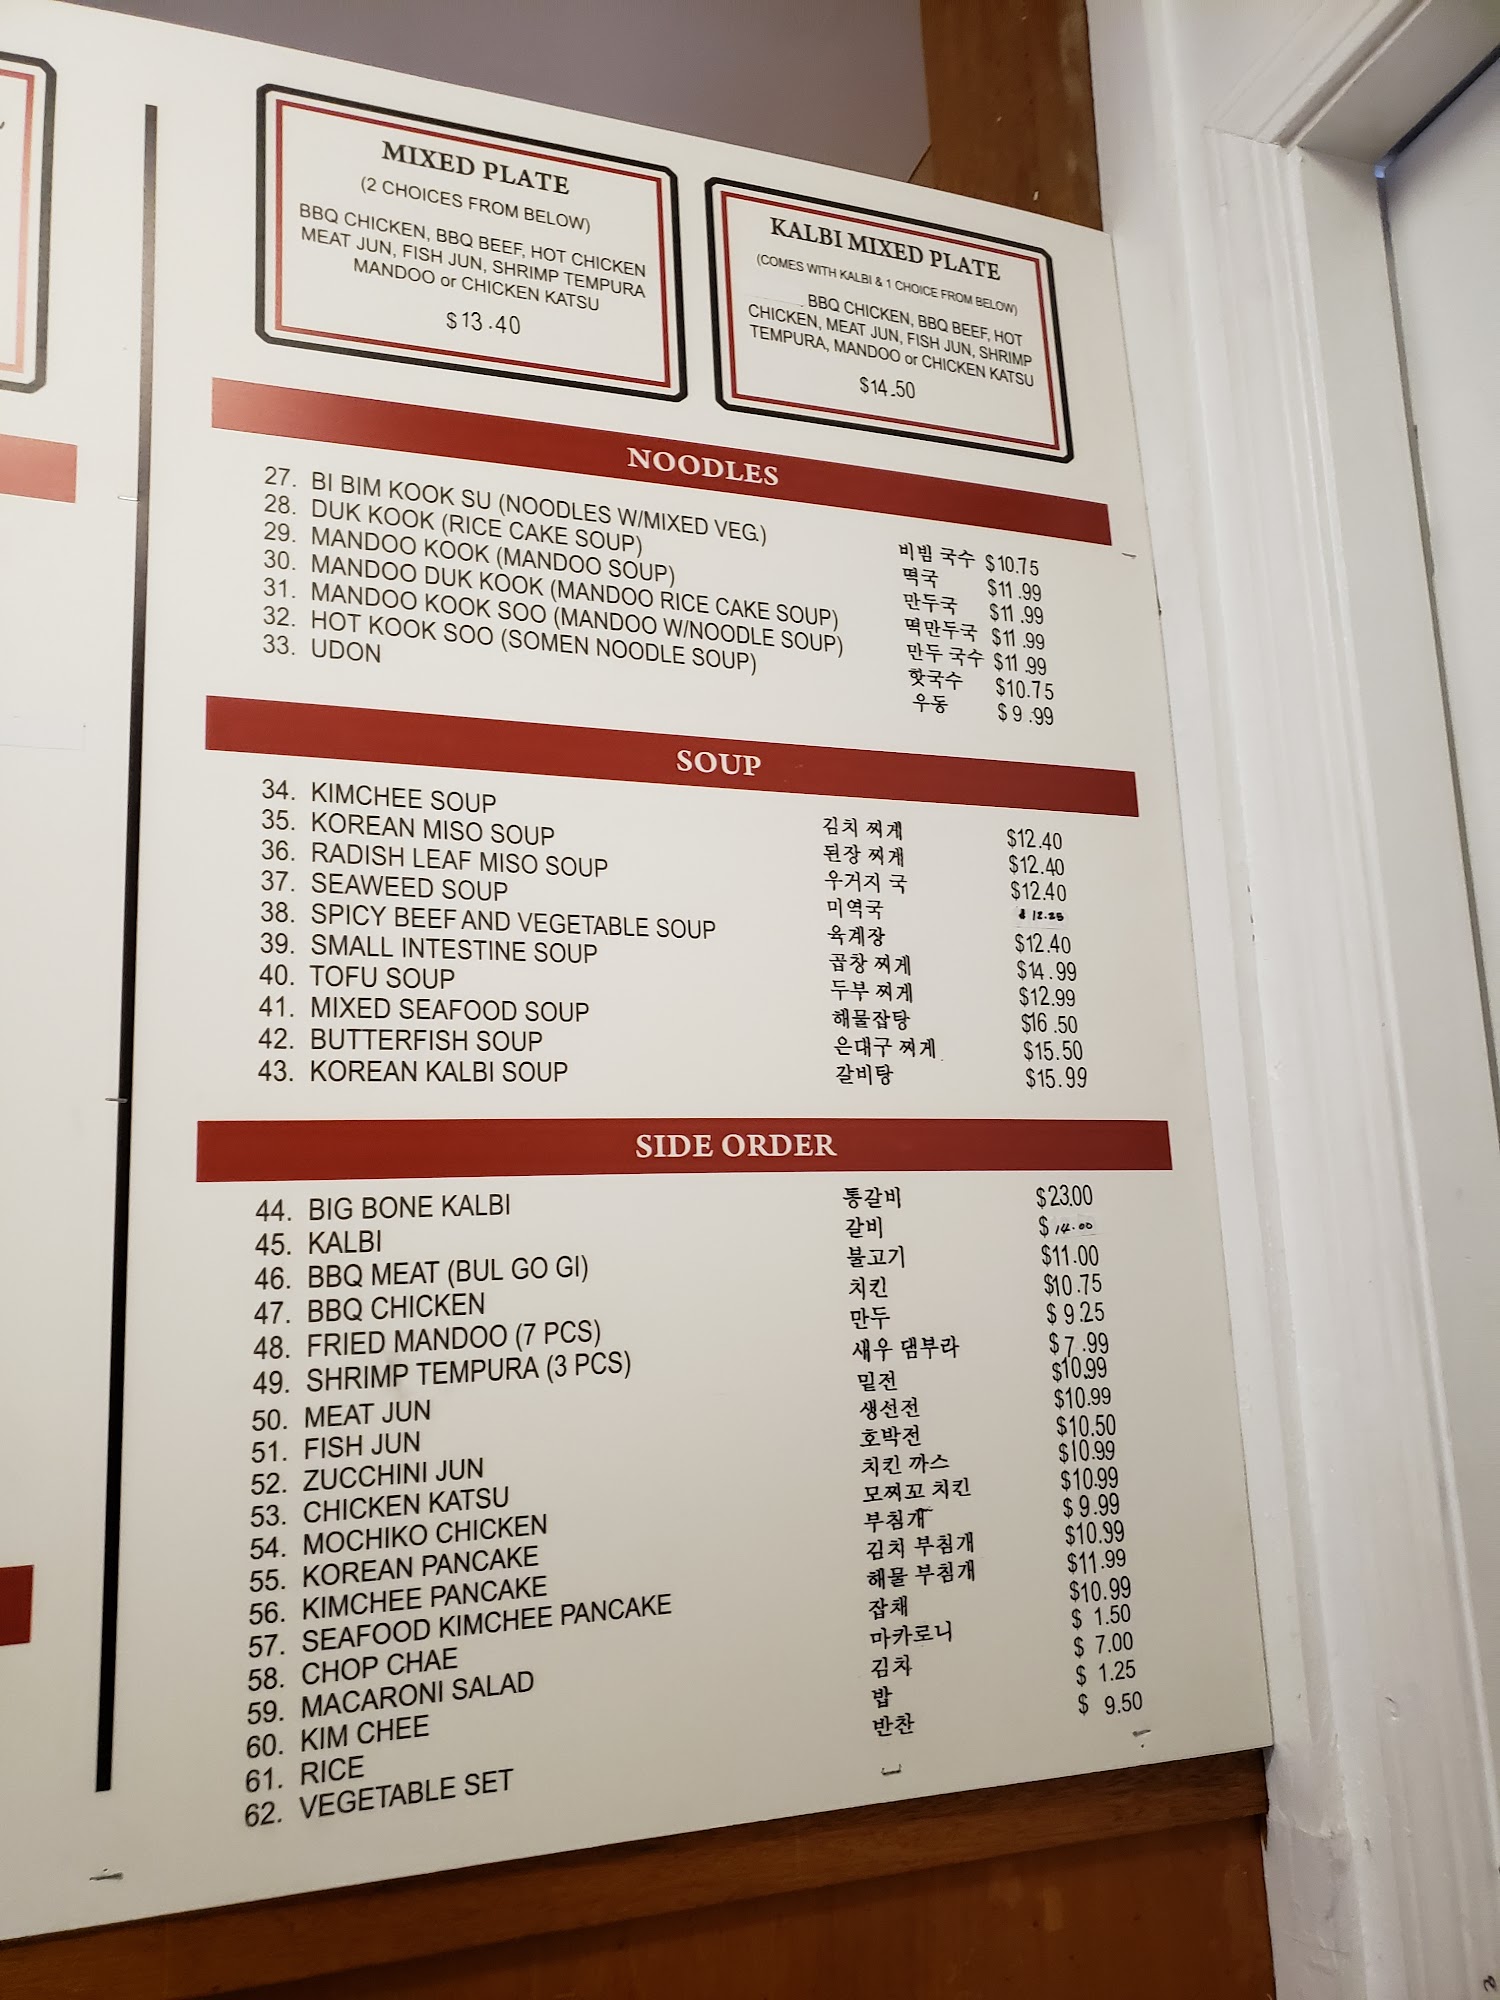 MIXED PLATE
(2 CHOICES FROM BELOW)
BBQ CHICKEN, BBQ BEEF, HOT CHICKEN
MEAT JUN, FISH JUN, SHRIMP TEMPURA
MANDOO or CHICKEN KATSU
$13.40
KALBI MIXED PLATE
(COMES WITH KALBI & 1 CHOICE FROM BELOW)
BBQ CHICKEN, BBQ BEEF, HOT
CHICKEN, MEAT JUN, FISH JUN, SHRIMP
TEMPURA, MANDOO or CHICKEN KATSU
$14.50
NOODLES
27. BI BIM KOOK SU (NOODLES W/MIXED VEG.) 비빔 국수 $10.75
28. DUK KOOK (RICE CAKE SOUP) 떡국 $11.99
29. MANDOO KOOK (MANDOO SOUP) 만두국 $11.99
30. MANDOO DUK KOOK (MANDOO RICE CAKE SOUP) 떡만두국 $11.99
31. MANDOO KOOK SOO (MANDOO W/NOODLE SOUP) 만두 국수 $11.99
32. HOT KOOK SOO (SOMEN NOODLE SOUP) 핫국수 $10.75
33. UDON 우동 $9.99
SOUP
34. KIMCHEE SOUP 김치 찌게 $12.40
35. KOREAN MISO SOUP 된장 찌게 $12.40
36. RADISH LEAF MISO SOUP 우거지 국 $12.40
37. SEAWEED SOUP 미역국 $12.25
38. SPICY BEEF AND VEGETABLE SOUP 육계장 $12.40
39. SMALL INTESTINE SOUP 곱창 찌게 $14.99
40. TOFU SOUP 두부 찌게 $12.99
41. MIXED SEAFOOD SOUP 해물잡탕 $16.50
42. BUTTERFISH SOUP 은대구 찌게 $15.50
43. KOREAN KALBI SOUP 갈비탕 $15.99
SIDE ORDER
44. BIG BONE KALBI 통갈비 $23.00
45. KALBI 갈비 $14.00
46. BBQ MEAT (BUL GO GI) 불고기 $11.00
47. BBQ CHICKEN 치킨 $10.75
48. FRIED MANDOO (7 PCS) 만두 $9.25
49. SHRIMP TEMPURA (3 PCS) 새우 댐부라 $7.99
50. MEAT JUN 밑전 $10.99
51. FISH JUN 생선전 $10.99
52. ZUCCHINI JUN 호박전 $10.50
53. CHICKEN KATSU 치킨 까스 $10.99
54. MOCHIKO CHICKEN 모찌꼬 치킨 $10.99
55. KOREAN PANCAKE 부침개 $9.99
56. KIMCHEE PANCAKE 김치 부침개 $10.99
57. SEAFOOD KIMCHEE PANCAKE 해물 부침개 $11.99
58. CHOP CHAE 잡채 $10.99
59. MACARONI SALAD 마카로니 $1.50
60. KIM CHEE 김치 $7.00
61. RICE 밥 $1.25
62. VEGETABLE SET 반찬 $9.50